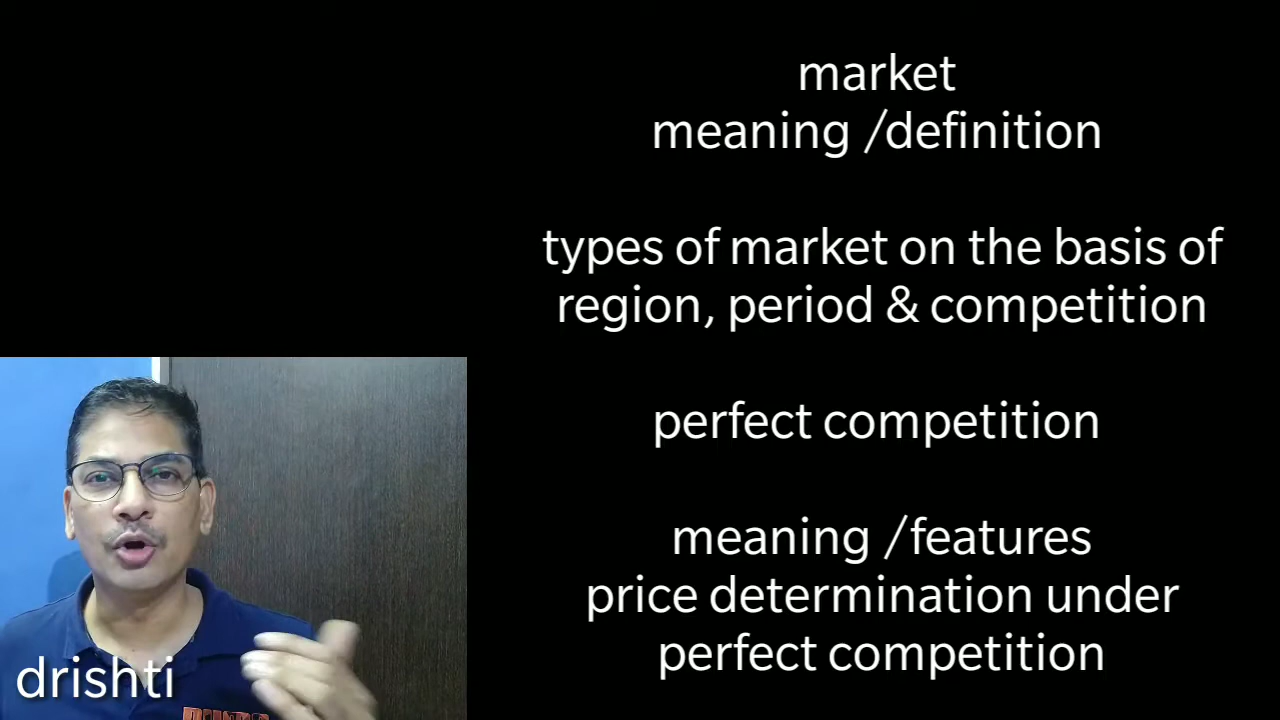 market
meaning /definition
types of market on the basis of
region, period & competition
perfect competition
meaning /features
price determination under
perfect competition
drishti